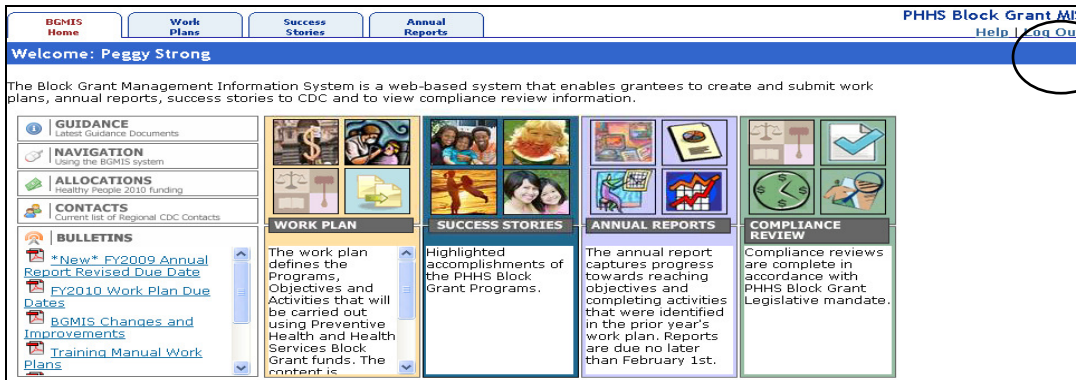 BGMIS Home
Work Plans
Success Stories
Annual Reports
PHHS Block Grant
Help | Log
Welcome: Peggy Strong
The Block Grant Management Information System is a web-based system that enables grantees to create and submit work
plans, annual reports, success stories to CDC and to view compliance review information.
GUIDANCE
Latest Guidance Documents
NAVIGATION
Using the BGMIS system
ALLOCATIONS
Healthy People 2010 funding
CONTACTS
Current list of Regional CDC Contacts
BULLETINS
*New* FY2009 Annual
Report Revised Due Date
FY2010 Work Plan Due
Dates
BGMIS Changes and
Improvements
Training Manual Work
Plans
WORK PLAN
The work plan
defines the
Programs,
Objectives and
Activities that will
be carried out
using Preventive
Health and Health
Services Block
Grant funds. The
content is
SUCCESS STORIES
Highlighted
accomplishments of
the PHHS Block
Grant Programs.
ANNUAL REPORTS
The annual report
captures progress
towards reaching
objectives and
completing activities
that were identified
in the prior year's
work plan. Reports
are due no later
than February 1st.
COMPLIANCE
REVIEW
Compliance reviews
are complete in
accordance with
PHHS Block Grant
Legislative mandate.